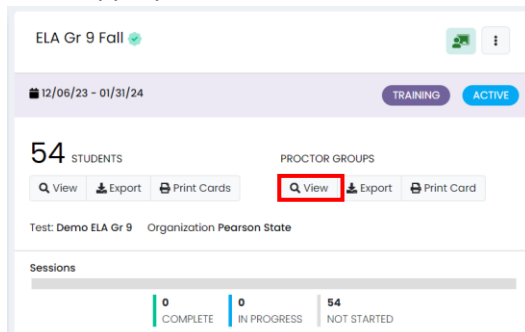 ELA Gr 9 Fall
12/06/23 - 01/31/24 TRAINING ACTIVE
54 STUDENTS PROCTOR GROUPS
View Export Print Cards View Export Print Card
Test: Demo ELA Gr 9 Organization Pearson State
Sessions
0 0 54
COMPLETE IN PROGRESS NOT STARTED